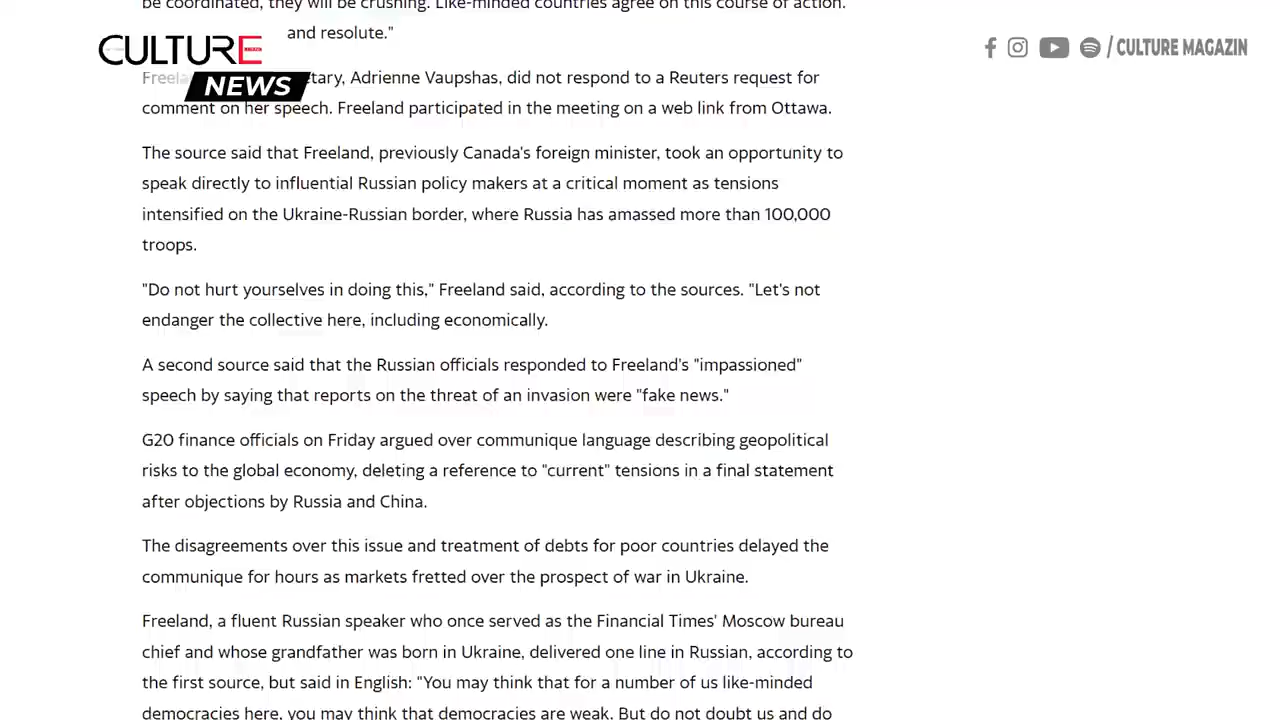 be coordinated, they will be crushing. Like-minded countries agree on this course of action.
and resolute."
CULTURE
NEWS
/ CULTURE MAGAZIN
Adrienne Vaupshas, did not respond to a Reuters request for
comment on her speech. Freeland participated in the meeting on a web link from Ottawa.
The source said that Freeland, previously Canada's foreign minister, took an opportunity to
speak directly to influential Russian policy makers at a critical moment as tensions
intensified on the Ukraine-Russian border, where Russia has amassed more than 100,000
troops.
"Do not hurt yourselves in doing this," Freeland said, according to the sources. "Let's not
endanger the collective here, including economically.
A second source said that the Russian officials responded to Freeland's "impassioned"
speech by saying that reports on the threat of an invasion were "fake news."
G20 finance officials on Friday argued over communique language describing geopolitical
risks to the global economy, deleting a reference to "current" tensions in a final statement
after objections by Russia and China.
The disagreements over this issue and treatment of debts for poor countries delayed the
communique for hours as markets fretted over the prospect of war in Ukraine.
Freeland, a fluent Russian speaker who once served as the Financial Times' Moscow bureau
chief and whose grandfather was born in Ukraine, delivered one line in Russian, according to
the first source, but said in English: "You may think that for a number of us like-minded
democracies here, you may think that democracies are weak. But do not doubt us and do